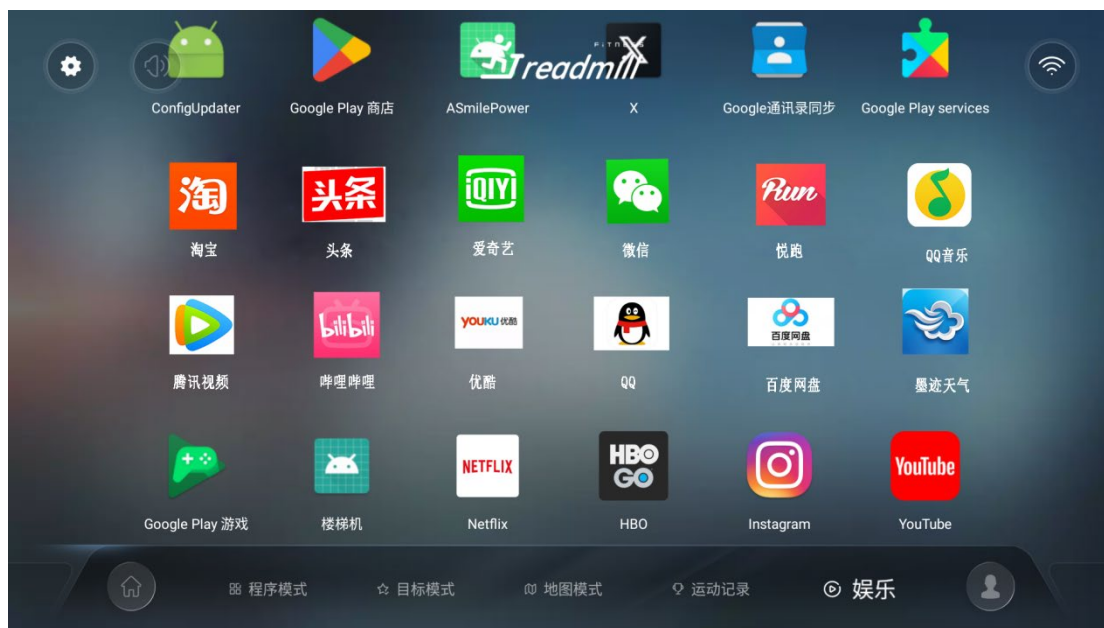 FITNESS
Treadmill
X
ConfigUpdater
Google Play 商店
ASmilePower
X
Google通讯录同步
Google Play services
淘
头条
iQIYI
Run
淘宝
头条
爱奇艺
微信
悦跑
QQ音乐
bilibili
YOUKU 优酷
百度网盘
腾讯视频
哔哩哔哩
优酷
QQ
百度网盘
墨迹天气
NETFLIX
HBO
GO
YouTube
Google Play 游戏
楼梯机
Netflix
HBO
Instagram
YouTube
程序模式
目标模式
地图模式
运动记录
娱乐